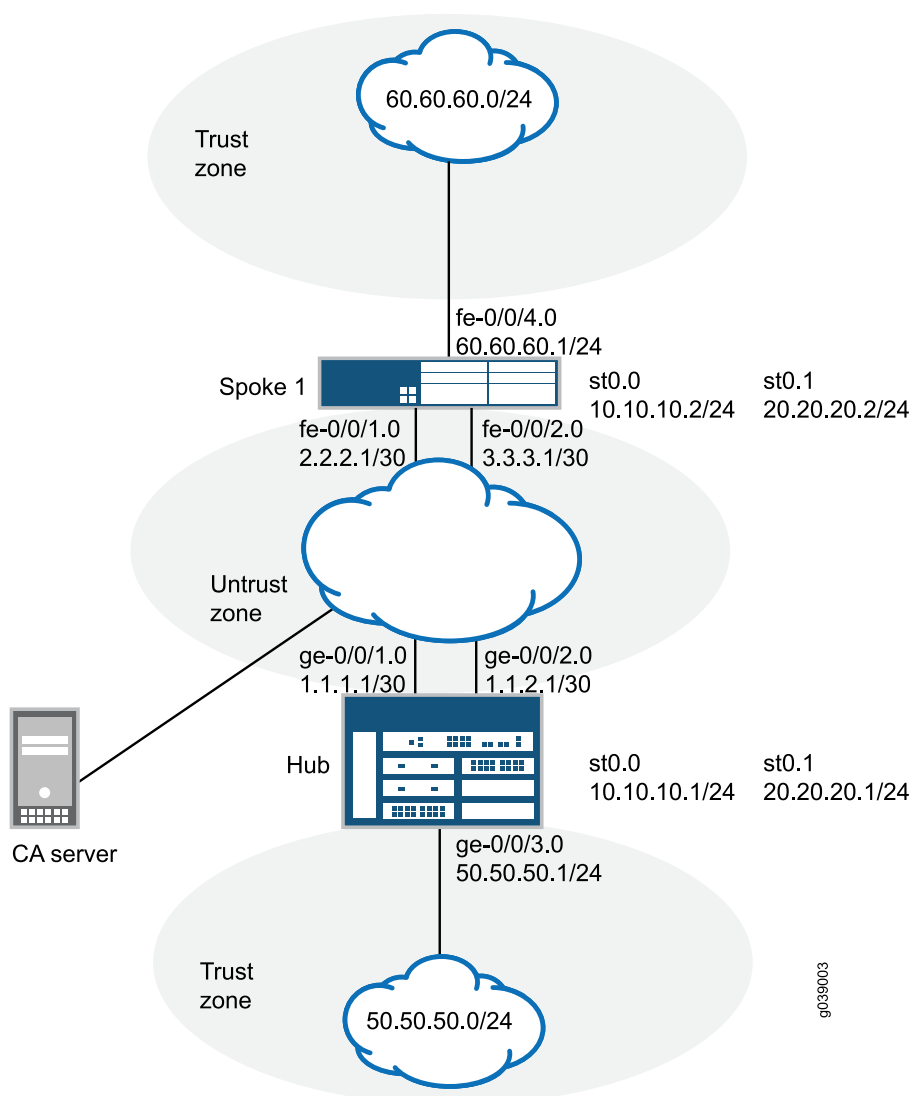 60.60.60.0/24
Trust
zone
fe-0/0/4.0
60.60.60.1/24
Spoke 1
st0.0
10.10.10.2/24
st0.1
20.20.20.2/24
fe-0/0/1.0
2.2.2.1/30
fe-0/0/2.0
3.3.3.1/30
Untrust
zone
ge-0/0/1.0
1.1.1.1/30
ge-0/0/2.0
1.1.2.1/30
Hub
st0.0
10.10.10.1/24
st0.1
20.20.20.1/24
CA server
ge-0/0/3.0
50.50.50.1/24
Trust
zone
50.50.50.0/24
g039003